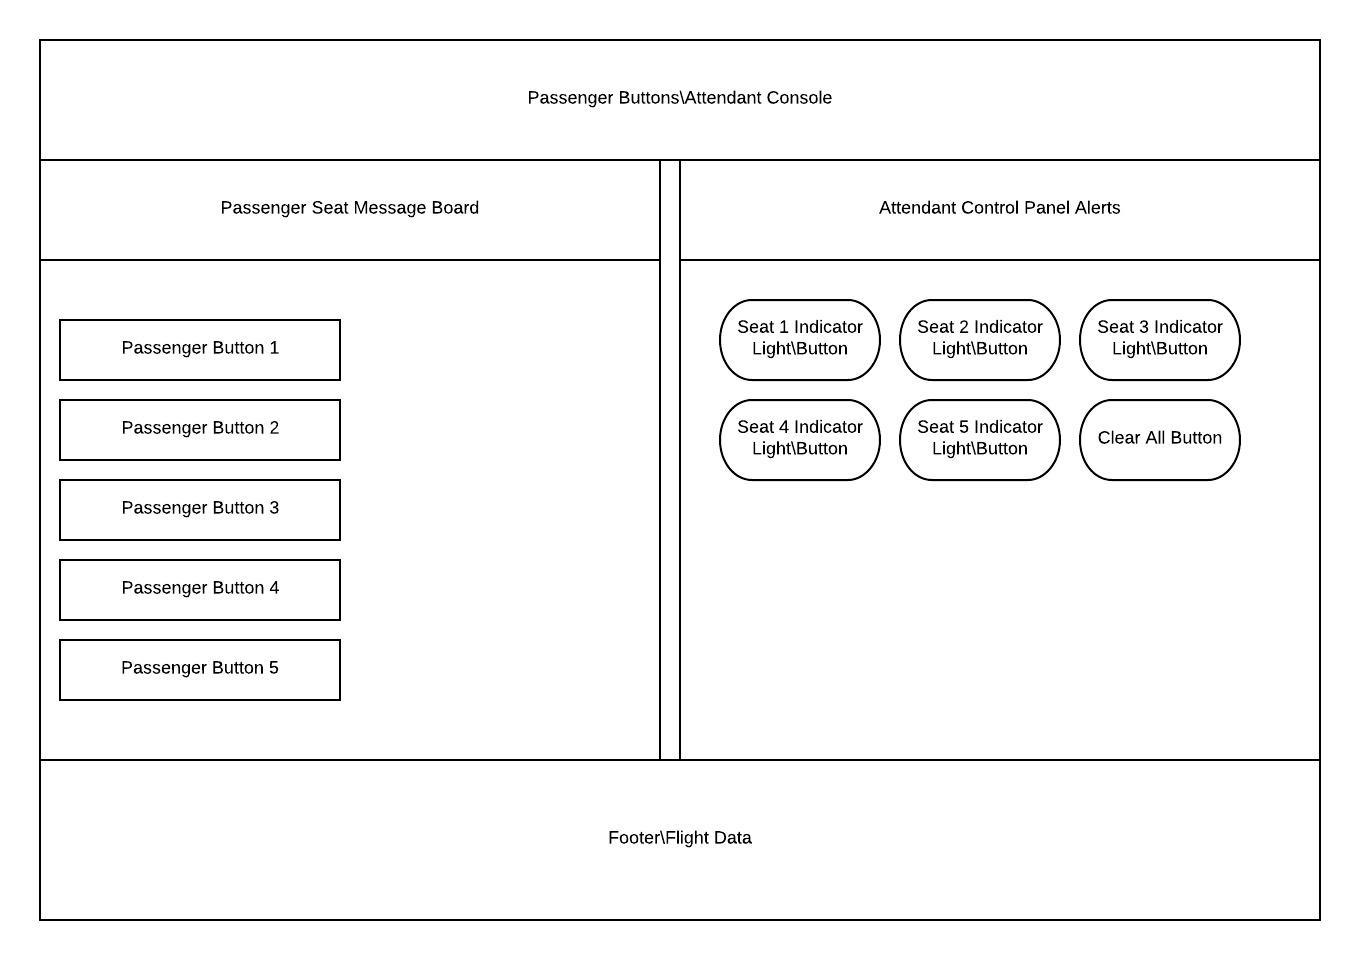 Passenger Buttons\Attendant Console
Passenger Seat Message Board
Attendant Control Panel Alerts
Passenger Button 1
Passenger Button 2
Passenger Button 3
Passenger Button 4
Passenger Button 5
Seat 1 Indicator
Light\Button
Seat 2 Indicator
Light\Button
Seat 3 Indicator
Light\Button
Seat 4 Indicator
Light\Button
Seat 5 Indicator
Light\Button
Clear All Button
Footer\Flight Data